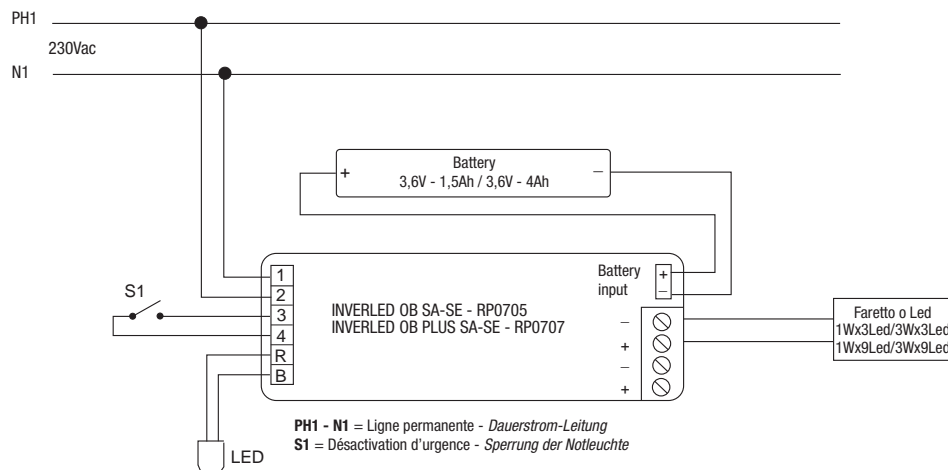 PH1
230Vac
N1
Battery
+ 3,6V - 1,5Ah / 3,6V - 4Ah –
S1
1
2
3
4
R
B
INVERLED OB SA-SE - RP0705
INVERLED OB PLUS SA-SE - RP0707
Battery
input
+
–
–
+
–
+
Faretto o Led
1Wx3Led/3Wx3Led
1Wx9Led/3Wx9Led
LED
PH1 - N1 = Ligne permanente - Dauerstrom-Leitung
S1 = Désactivation d'urgence - Sperrung der Notleuchte